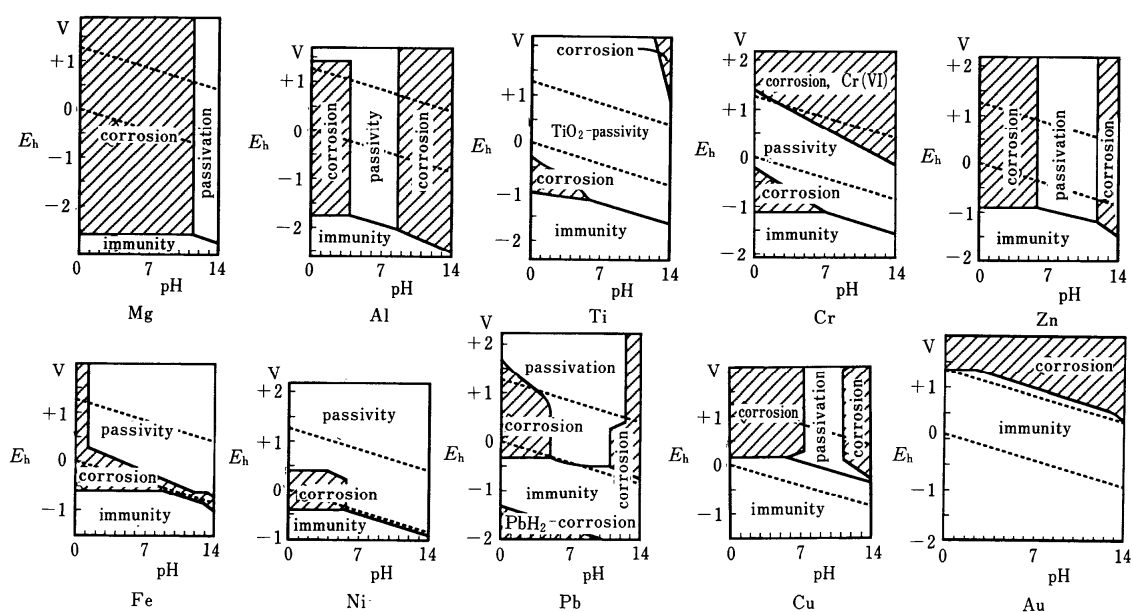 V
+1
0
Eh
−1
−2
corrosion
passivation
immunity
0
7
14
pH
Mg
V
+1
0
Eh
−1
−2
corrosion
passivity
corrosion
immunity
0
7
14
pH
Al
V
+2
+1
0
Eh
−1
−2
corrosion
TiO2-passivity
corrosion
immunity
0
7
14
pH
Ti
V
+2
+1
0
Eh
−1
−2
corrosion, Cr(VI)
passivity
corrosion
immunity
0
7
14
pH
Cr
V
+2
+1
0
Eh
−1
−2
corrosion
passivity
corrosion
immunity
0
7
14
pH
Zn
V
+1
Eh
0
−1
passivity
corrosion
immunity
0
7
14
pH
Fe
V
+2
+1
Eh
0
−1
passivity
corrosion
immunity
0
7
14
pH
Ni
V
+2
+1
0
Eh
−1
−2
passivation
corrosion
corrosion
immunity
PbH2-corrosion
0
7
14
pH
Pb
V
+1
Eh
0
−1
corrosion
passivation
corrosion
immunity
0
7
14
pH
Cu
V
+1
Eh
0
−1
−2
corrosion
immunity
0
7
14
pH
Au